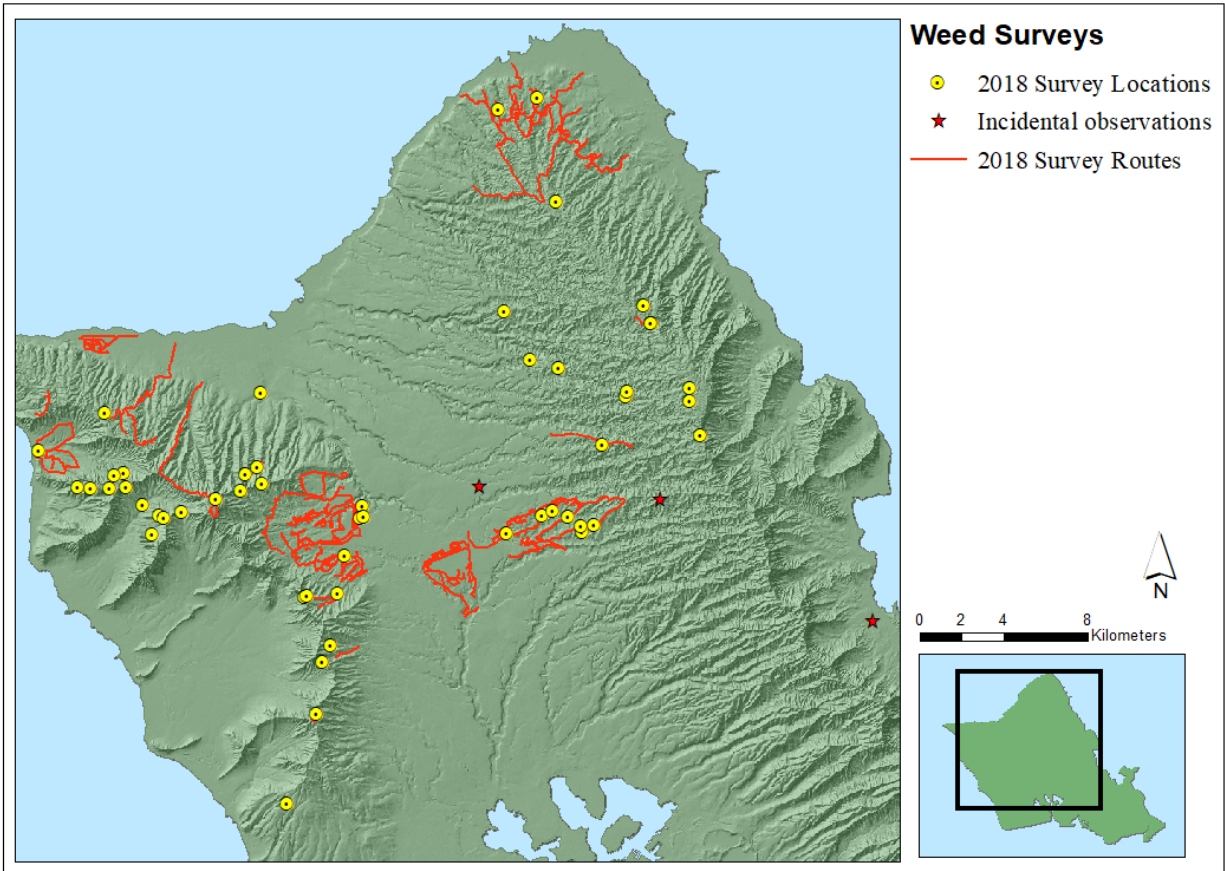 Weed Surveys
2018 Survey Locations
Incidental observations
2018 Survey Routes
N
0 2 4 8
Kilometers